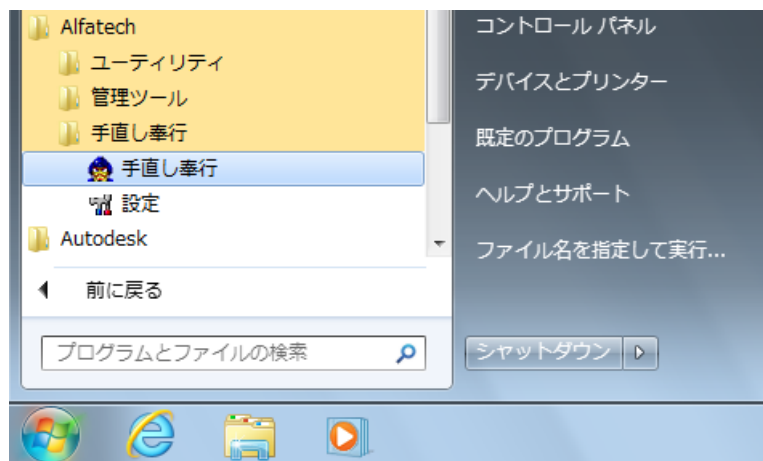 Alfatech
ユーティリティ
管理ツール
手直し奉行
手直し奉行
設定
Autodesk
前に戻る
プログラムとファイルの検索
コントロール パネル
デバイスとプリンター
既定のプログラム
ヘルプとサポート
ファイル名を指定して実行...
シャットダウン